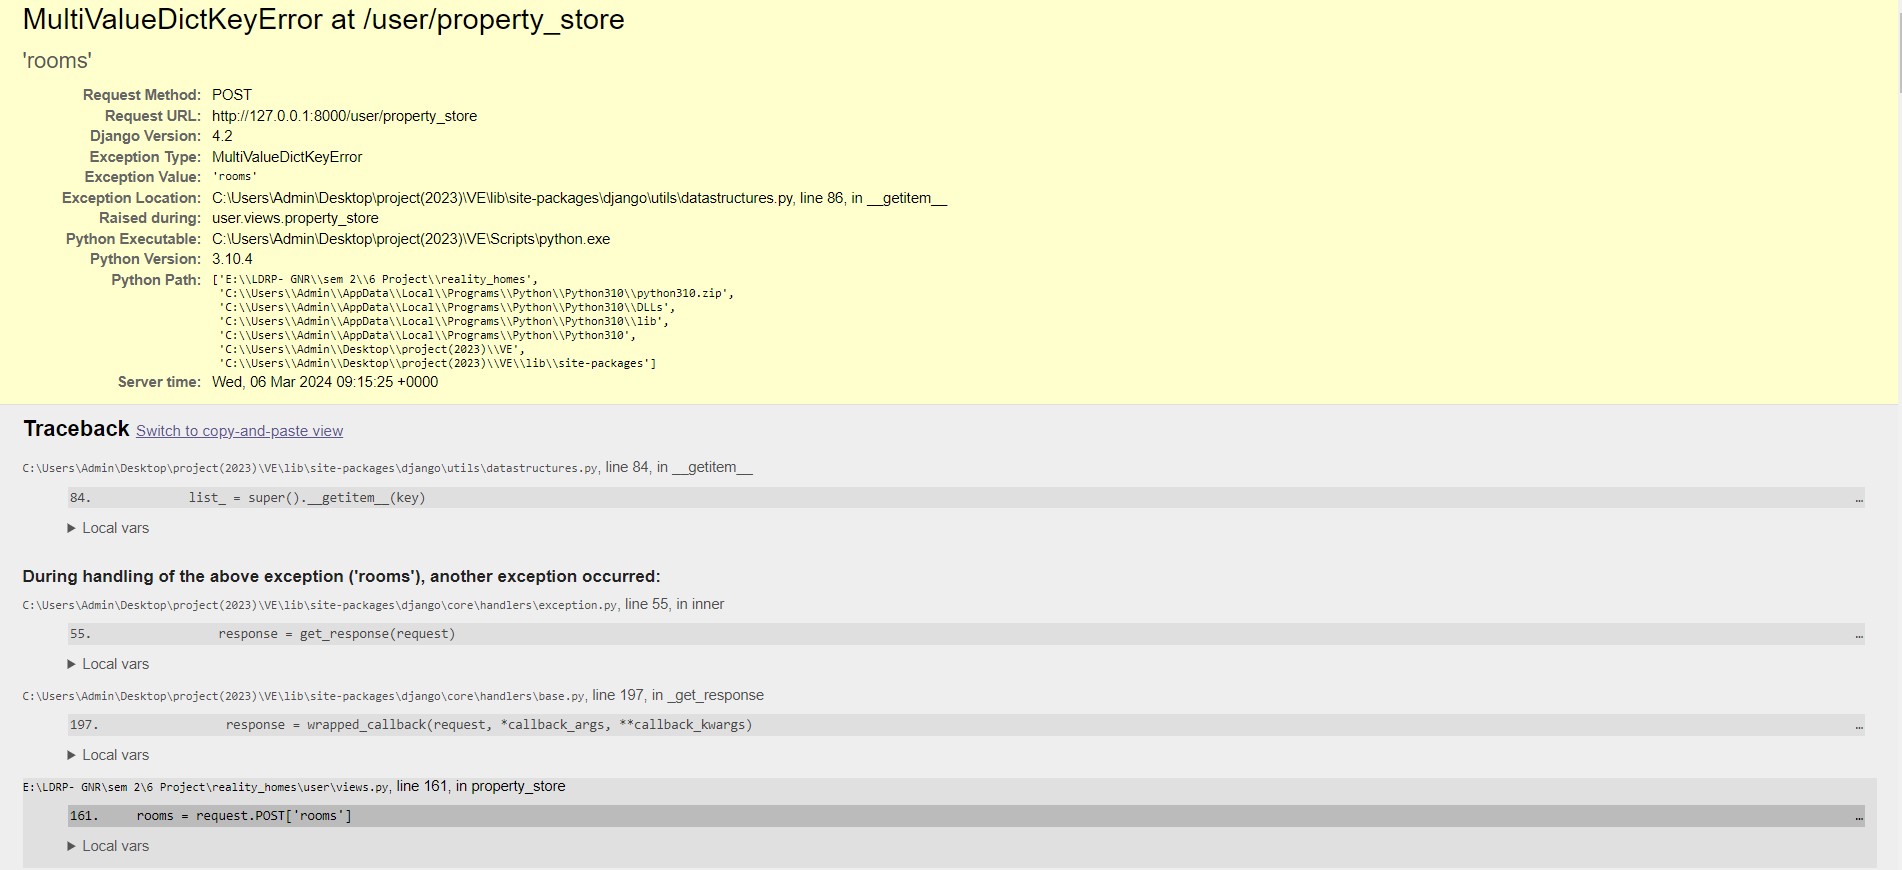 MultiValueDictKeyError at /user/property_store
'rooms'
Request Method: POST
Request URL: http://127.0.0.1:8000/user/property_store
Django Version: 4.2
Exception Type: MultiValueDictKeyError
Exception Value: 'rooms'
Exception Location: C:\Users\Admin\Desktop\project(2023)\VE\lib\site-packages\django\utils\datastructures.py, line 86, in __getitem__
Raised during: user.views.property_store
Python Executable: C:\Users\Admin\Desktop\project(2023)\VE\Scripts\python.exe
Python Version: 3.10.4
Python Path: ['E:\\LDRP- GNR\\sem 2\\6 Project\\reality_homes',
'C:\\Users\\Admin\\AppData\\Local\\Programs\\Python\\Python310\\python310.zip',
'C:\\Users\\Admin\\AppData\\Local\\Programs\\Python\\Python310\\DLLs',
'C:\\Users\\Admin\\AppData\\Local\\Programs\\Python\\Python310\\lib',
'C:\\Users\\Admin\\AppData\\Local\\Programs\\Python\\Python310',
'C:\\Users\\Admin\\Desktop\\project(2023)\\VE',
'C:\\Users\\Admin\\Desktop\\project(2023)\\VE\\lib\\site-packages']
Server time: Wed, 06 Mar 2024 09:15:25 +0000
Traceback Switch to copy-and-paste view
C:\Users\Admin\Desktop\project(2023)\VE\lib\site-packages\django\utils\datastructures.py, line 84, in __getitem__
84. list_ = super().__getitem__(key) …
▶ Local vars
During handling of the above exception ('rooms'), another exception occurred:
C:\Users\Admin\Desktop\project(2023)\VE\lib\site-packages\django\core\handlers\exception.py, line 55, in inner
55. response = get_response(request) …
▶ Local vars
C:\Users\Admin\Desktop\project(2023)\VE\lib\site-packages\django\core\handlers\base.py, line 197, in _get_response
197. response = wrapped_callback(request, *callback_args, **callback_kwargs) …
▶ Local vars
E:\LDRP- GNR\sem 2\6 Project\reality_homes\user\views.py, line 161, in property_store
161. rooms = request.POST['rooms'] …
▶ Local vars